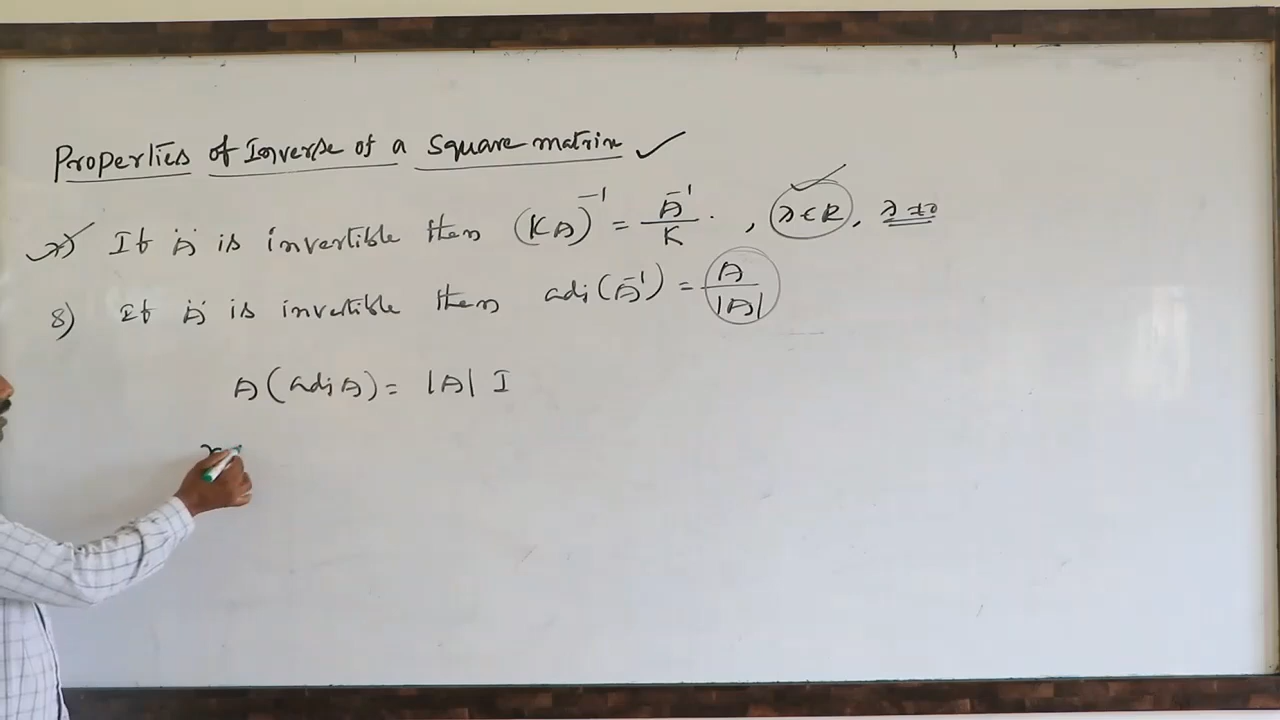 Properties of Inverse of a Square matrix ✓
7) If 'A' is invertible then (KA)⁻¹ = A⁻¹/K . , λ∈R, λ≠0
8) If 'A' is invertible then adj(A⁻¹) = A/|A|
A(adj A) = |A| I